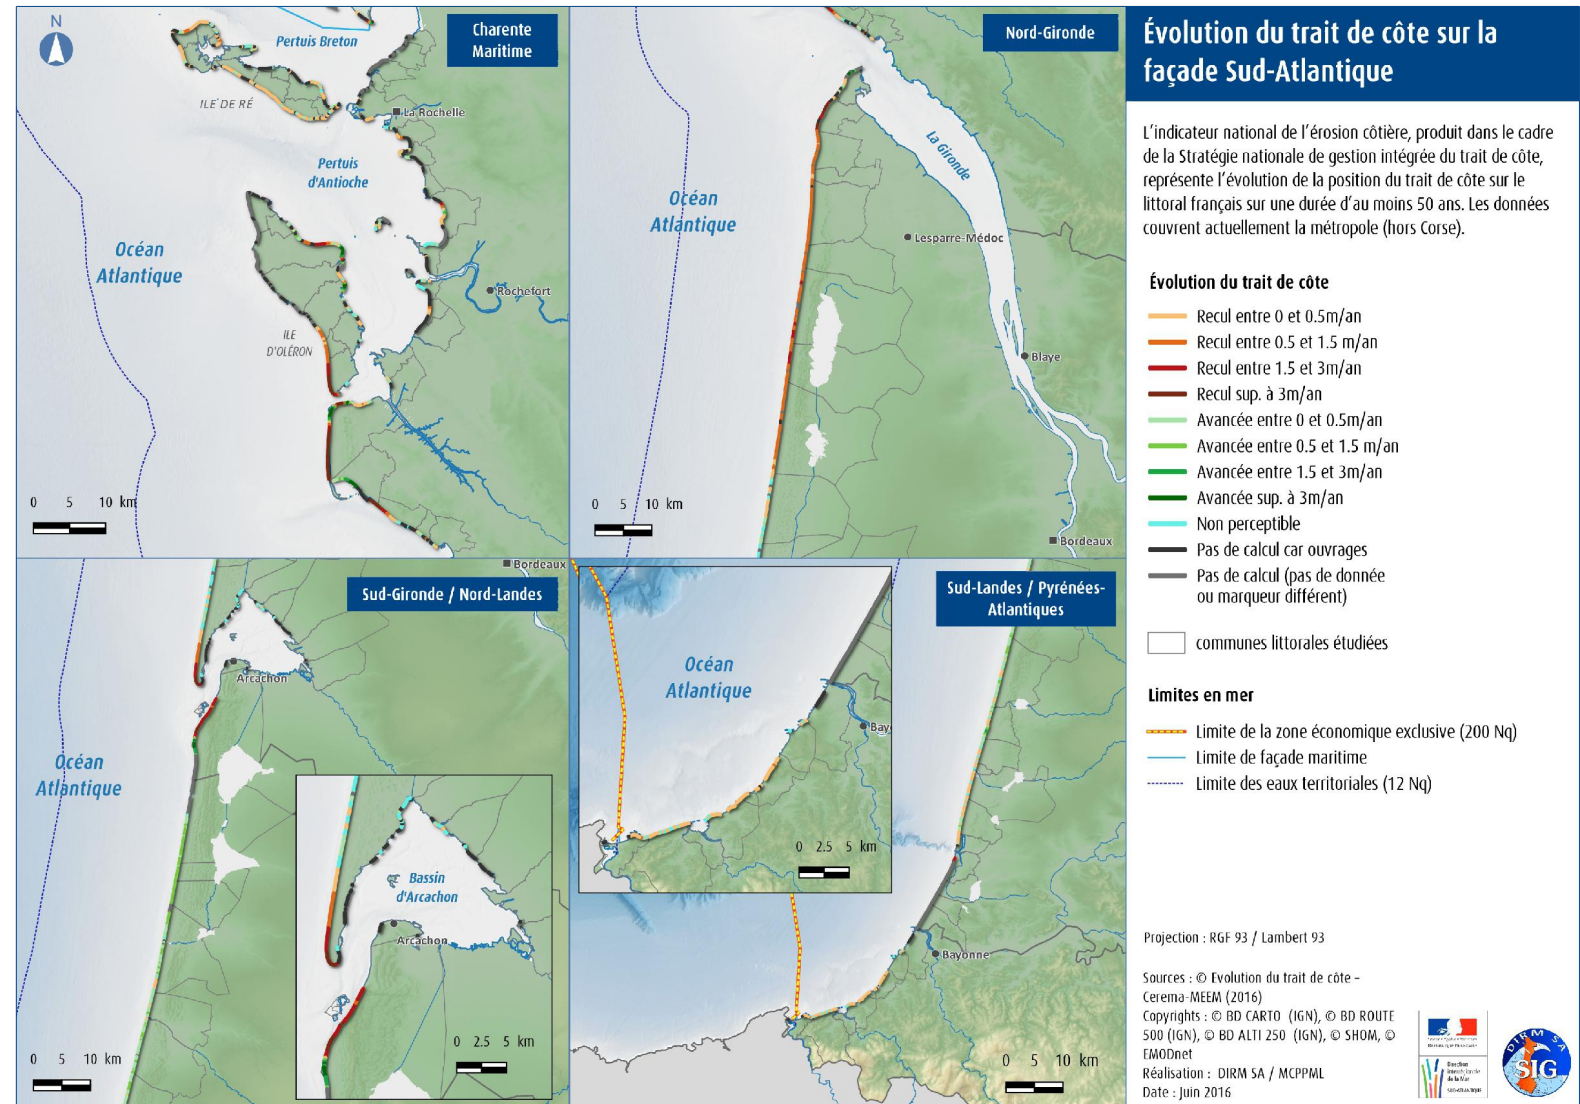 N
Pertuis Breton
Charente
Maritime
ILE DE RÉ
La Rochelle
Pertuis
d'Antioche
Océan
Atlantique
Rochefort
ILE
D'OLÉRON
0 5 10 km
Nord-Gironde
La Gironde
Océan
Atlantique
Lesparre-Médoc
Blaye
0 5 10 km
Bordeaux
Bordeaux
Sud-Gironde / Nord-Landes
Arcachon
Océan
Atlantique
Bassin
d'Arcachon
Arcachon
0 2.5 5 km
0 5 10 km
Sud-Landes / Pyrénées-
Atlantiques
Océan
Atlantique
Bay
0 2.5 5 km
Bayonne
0 5 10 km
Évolution du trait de côte sur la
façade Sud-Atlantique
L'indicateur national de l'érosion côtière, produit dans le cadre
de la Stratégie nationale de gestion intégrée du trait de côte,
représente l'évolution de la position du trait de côte sur le
littoral français sur une durée d'au moins 50 ans. Les données
couvrent actuellement la métropole (hors Corse).
Évolution du trait de côte
Recul entre 0 et 0.5m/an
Recul entre 0.5 et 1.5 m/an
Recul entre 1.5 et 3m/an
Recul sup. à 3m/an
Avancée entre 0 et 0.5m/an
Avancée entre 0.5 et 1.5 m/an
Avancée entre 1.5 et 3m/an
Avancée sup. à 3m/an
Non perceptible
Pas de calcul car ouvrages
Pas de calcul (pas de donnée
ou marqueur différent)
communes littorales étudiées
Limites en mer
Limite de la zone économique exclusive (200 Nq)
Limite de façade maritime
Limite des eaux territoriales (12 Nq)
Projection : RGF 93 / Lambert 93
Sources : © Evolution du trait de côte –
Cerema-MEEM (2016)
Copyrights : © BD CARTO (IGN), © BD ROUTE
500 (IGN), © BD ALTI 250 (IGN), © SHOM, ©
EMODnet
Réalisation : DIRM SA / MCPPML
Date : Juin 2016
Direction
interrégionale
de la Mer
SUD-ATLANTIQUE
DIRM SA
SIG